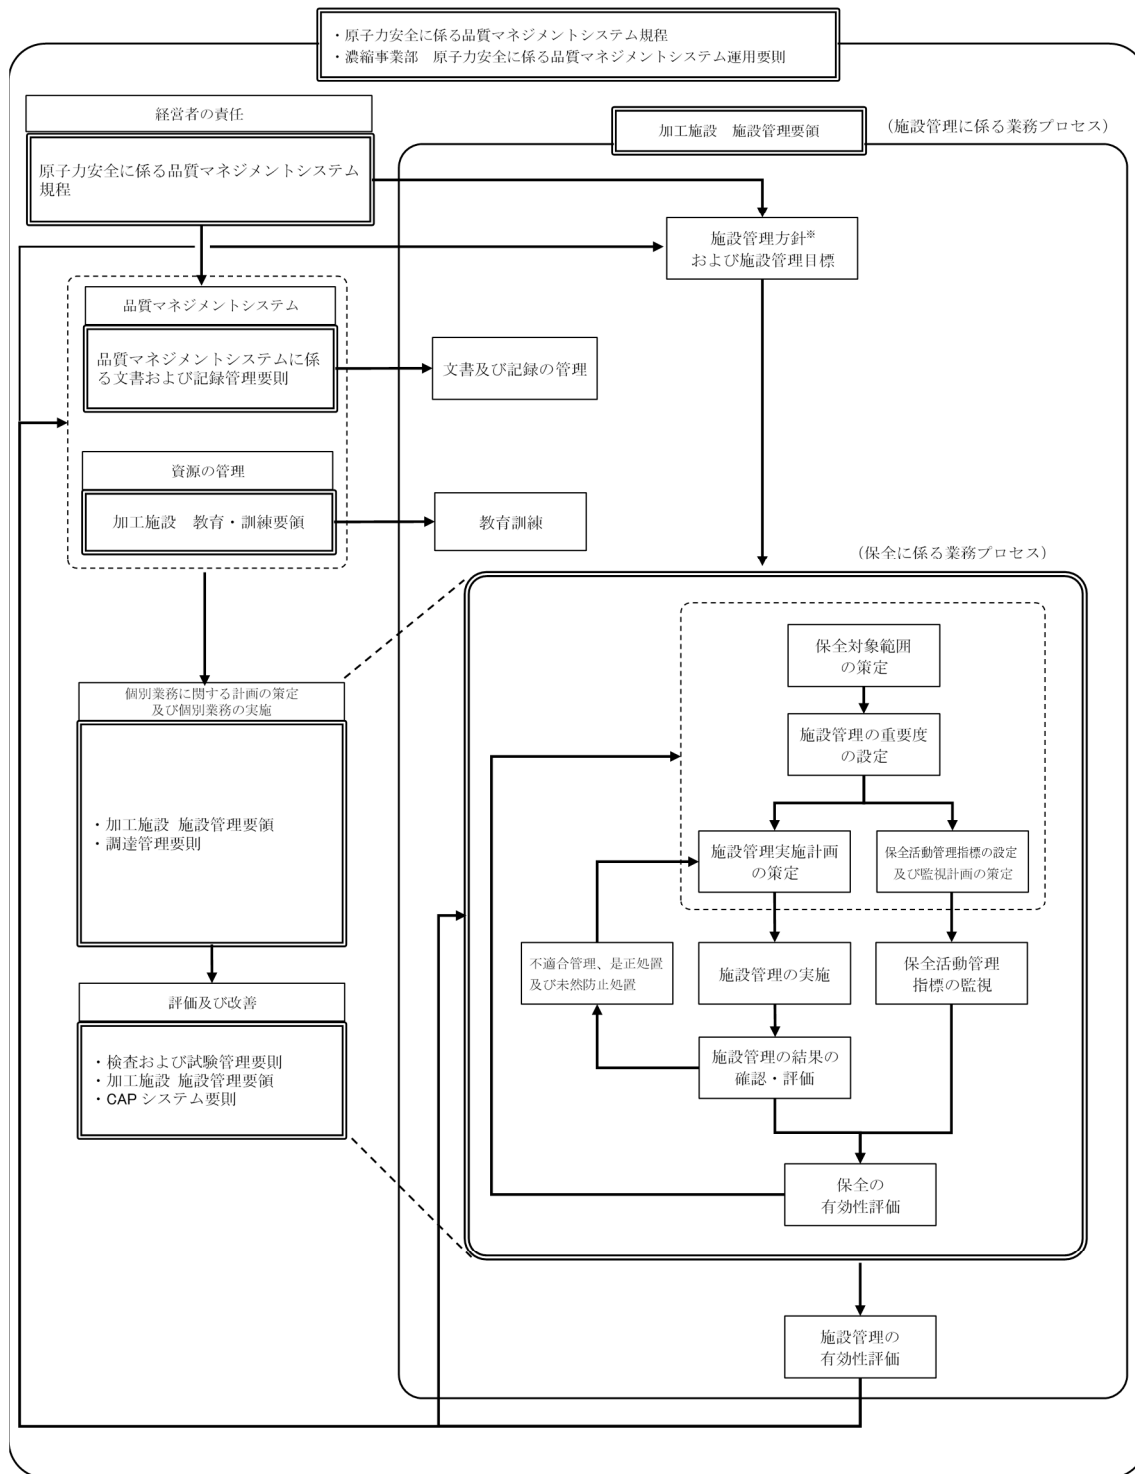 ・原子力安全に係る品質マネジメントシステム規程
・濃縮事業部　原子力安全に係る品質マネジメントシステム運用要則
経営者の責任
原子力安全に係る品質マネジメントシステム
規程
加工施設　施設管理要領
（施設管理に係る業務プロセス）
施設管理方針※
および施設管理目標
品質マネジメントシステム
品質マネジメントシステムに係
る文書および記録管理要則
文書及び記録の管理
資源の管理
加工施設　教育・訓練要領
教育訓練
（保全に係る業務プロセス）
保全対象範囲
の策定
施設管理の重要度
の設定
施設管理実施計画
の策定
保全活動管理指標の設定
及び監視計画の策定
個別業務に関する計画の策定
及び個別業務の実施
・加工施設 施設管理要領
・調達管理要則
不適合管理、是正処置
及び未然防止処置
施設管理の実施
保全活動管理
指標の監視
施設管理の結果の
確認・評価
評価及び改善
・検査および試験管理要則
・加工施設 施設管理要領
・CAP システム要則
保全の
有効性評価
施設管理の
有効性評価